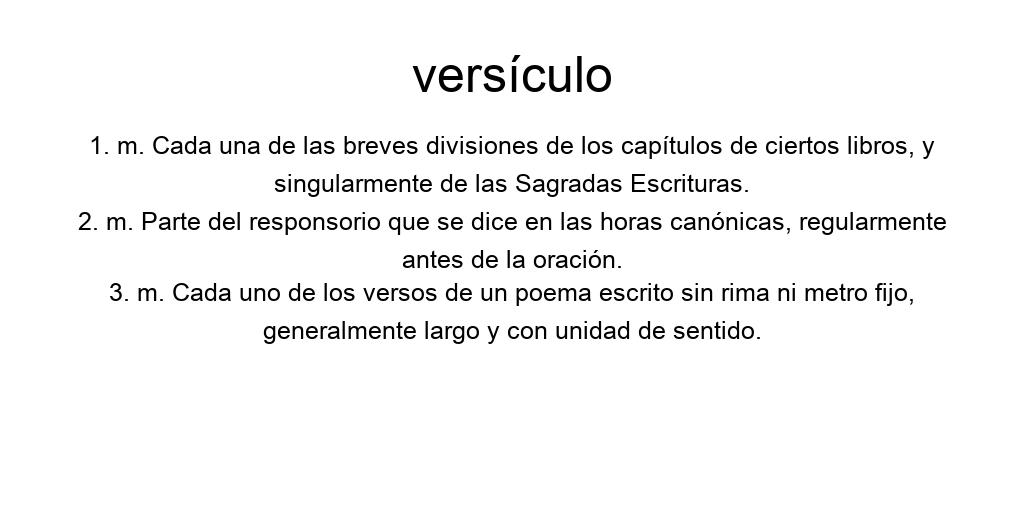 versículo
1. m. Cada una de las breves divisiones de los capítulos de ciertos libros, y
singularmente de las Sagradas Escrituras.
2. m. Parte del responsorio que se dice en las horas canónicas, regularmente
antes de la oración.
3. m. Cada uno de los versos de un poema escrito sin rima ni metro fijo,
generalmente largo y con unidad de sentido.